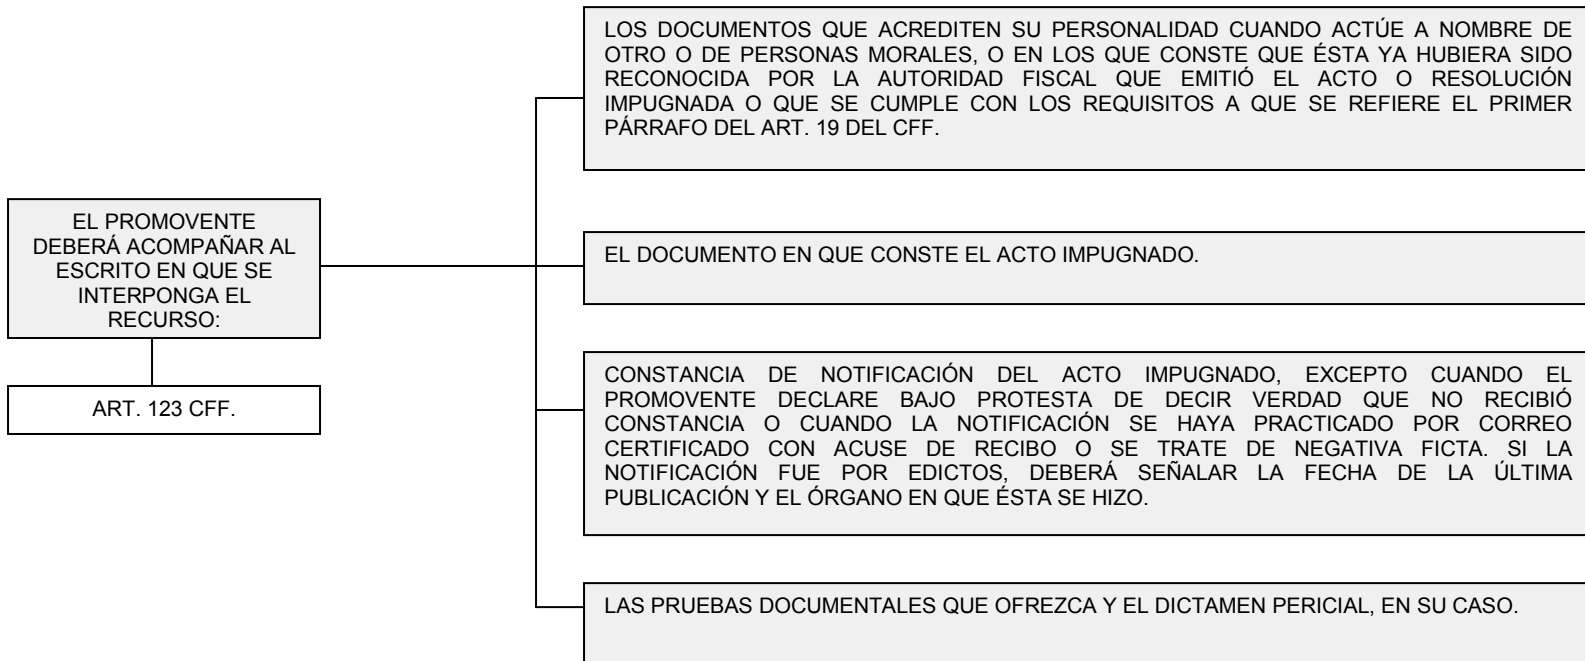 EL PROMOVENTE
DEBERÁ ACOMPAÑAR AL
ESCRITO EN QUE SE
INTERPONGA EL
RECURSO:
ART. 123 CFF.
LOS DOCUMENTOS QUE ACREDITEN SU PERSONALIDAD CUANDO ACTÚE A NOMBRE DE
OTRO O DE PERSONAS MORALES, O EN LOS QUE CONSTE QUE ÉSTA YA HUBIERA SIDO
RECONOCIDA POR LA AUTORIDAD FISCAL QUE EMITIÓ EL ACTO O RESOLUCIÓN
IMPUGNADA O QUE SE CUMPLE CON LOS REQUISITOS A QUE SE REFIERE EL PRIMER
PÁRRAFO DEL ART. 19 DEL CFF.
EL DOCUMENTO EN QUE CONSTE EL ACTO IMPUGNADO.
CONSTANCIA DE NOTIFICACIÓN DEL ACTO IMPUGNADO, EXCEPTO CUANDO EL
PROMOVENTE DECLARE BAJO PROTESTA DE DECIR VERDAD QUE NO RECIBIÓ
CONSTANCIA O CUANDO LA NOTIFICACIÓN SE HAYA PRACTICADO POR CORREO
CERTIFICADO CON ACUSE DE RECIBO O SE TRATE DE NEGATIVA FICTA. SI LA
NOTIFICACIÓN FUE POR EDICTOS, DEBERÁ SEÑALAR LA FECHA DE LA ÚLTIMA
PUBLICACIÓN Y EL ÓRGANO EN QUE ÉSTA SE HIZO.
LAS PRUEBAS DOCUMENTALES QUE OFREZCA Y EL DICTAMEN PERICIAL, EN SU CASO.